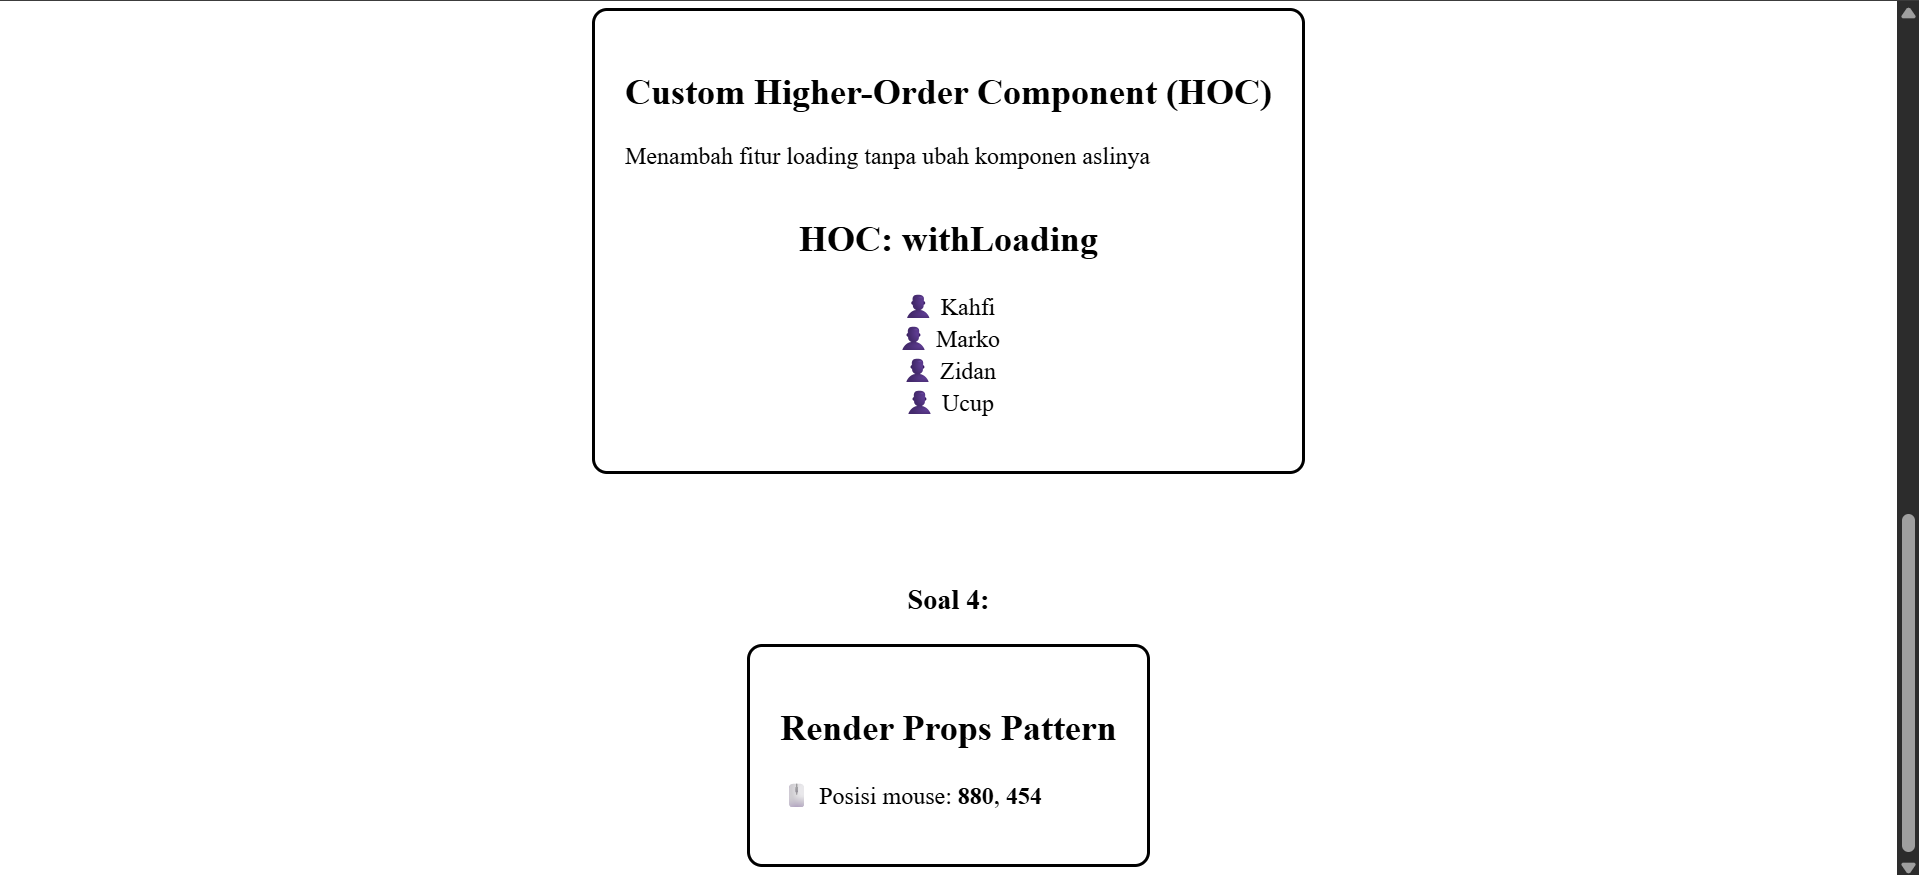 Custom Higher-Order Component (HOC)
Menambah fitur loading tanpa ubah komponen aslinya
HOC: withLoading
👤 Kahfi
👤 Marko
👤 Zidan
👤 Ucup
Soal 4:
Render Props Pattern
🖱️ Posisi mouse: 880, 454